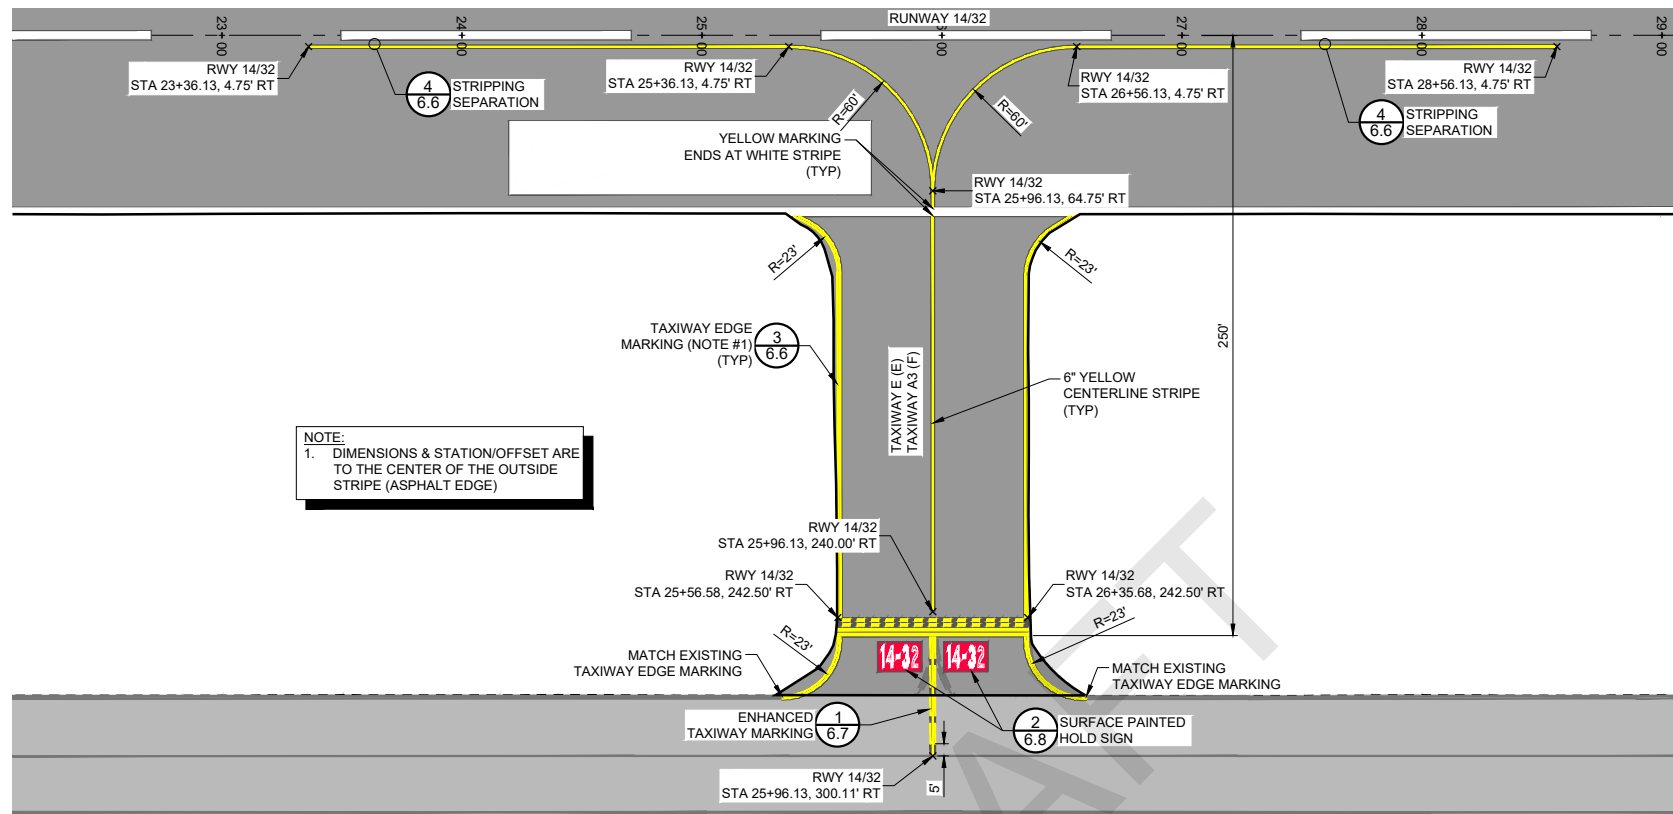 RUNWAY 14/32
23+00
24+00
25+00
27+00
28+00
29+00
RWY 14/32
STA 23+36.13, 4.75' RT
4
6.6
STRIPPING
SEPARATION
RWY 14/32
STA 25+36.13, 4.75' RT
R=60'
R=60'
RWY 14/32
STA 26+56.13, 4.75' RT
RWY 14/32
STA 28+56.13, 4.75' RT
4
6.6
STRIPPING
SEPARATION
YELLOW MARKING
ENDS AT WHITE STRIPE
(TYP)
RWY 14/32
STA 25+96.13, 64.75' RT
R=23'
R=23'
TAXIWAY EDGE
MARKING (NOTE #1)
(TYP)
3
6.6
TAXIWAY E (E)
TAXIWAY A3 (F)
6" YELLOW
CENTERLINE STRIPE
(TYP)
250'
NOTE:
1. DIMENSIONS & STATION/OFFSET ARE
TO THE CENTER OF THE OUTSIDE
STRIPE (ASPHALT EDGE)
RWY 14/32
STA 25+96.13, 240.00' RT
RWY 14/32
STA 25+56.58, 242.50' RT
RWY 14/32
STA 26+35.68, 242.50' RT
R=23'
R=23'
14-32
14-32
MATCH EXISTING
TAXIWAY EDGE MARKING
MATCH EXISTING
TAXIWAY EDGE MARKING
ENHANCED
TAXIWAY MARKING
1
6.7
2
6.8
SURFACE PAINTED
HOLD SIGN
RWY 14/32
STA 25+96.13, 300.11' RT
5'
AFT